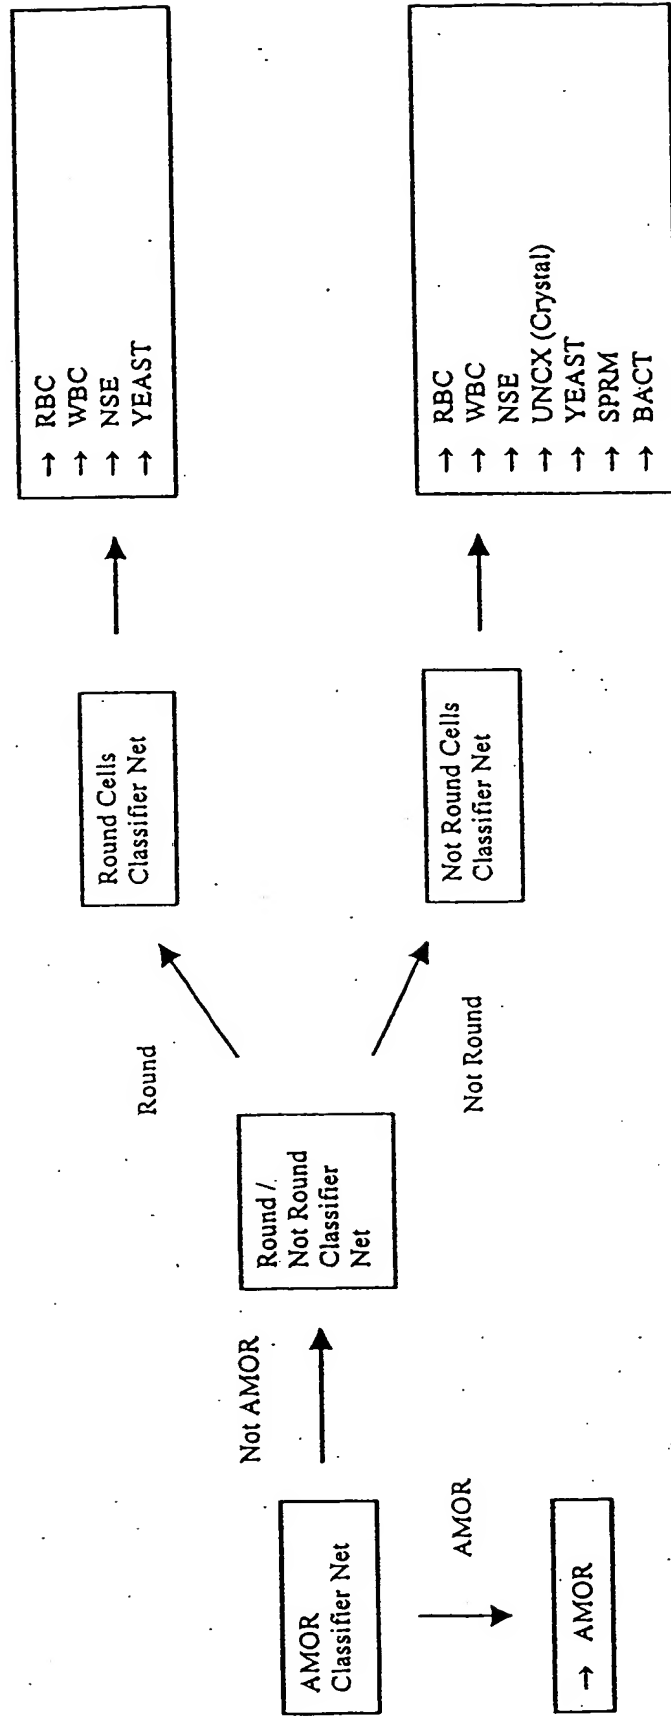 AMOR
Classifier Net
AMOR
→ AMOR
Not AMOR
Round /
Not Round
Classifier
Net
Round
Not Round
Round Cells
Classifier Net
Not Round Cells
Classifier Net
→ RBC
→ WBC
→ NSE
→ YEAST
→ RBC
→ WBC
→ NSE
→ UNCX (Crystal)
→ YEAST
→ SPRM
→ BACT